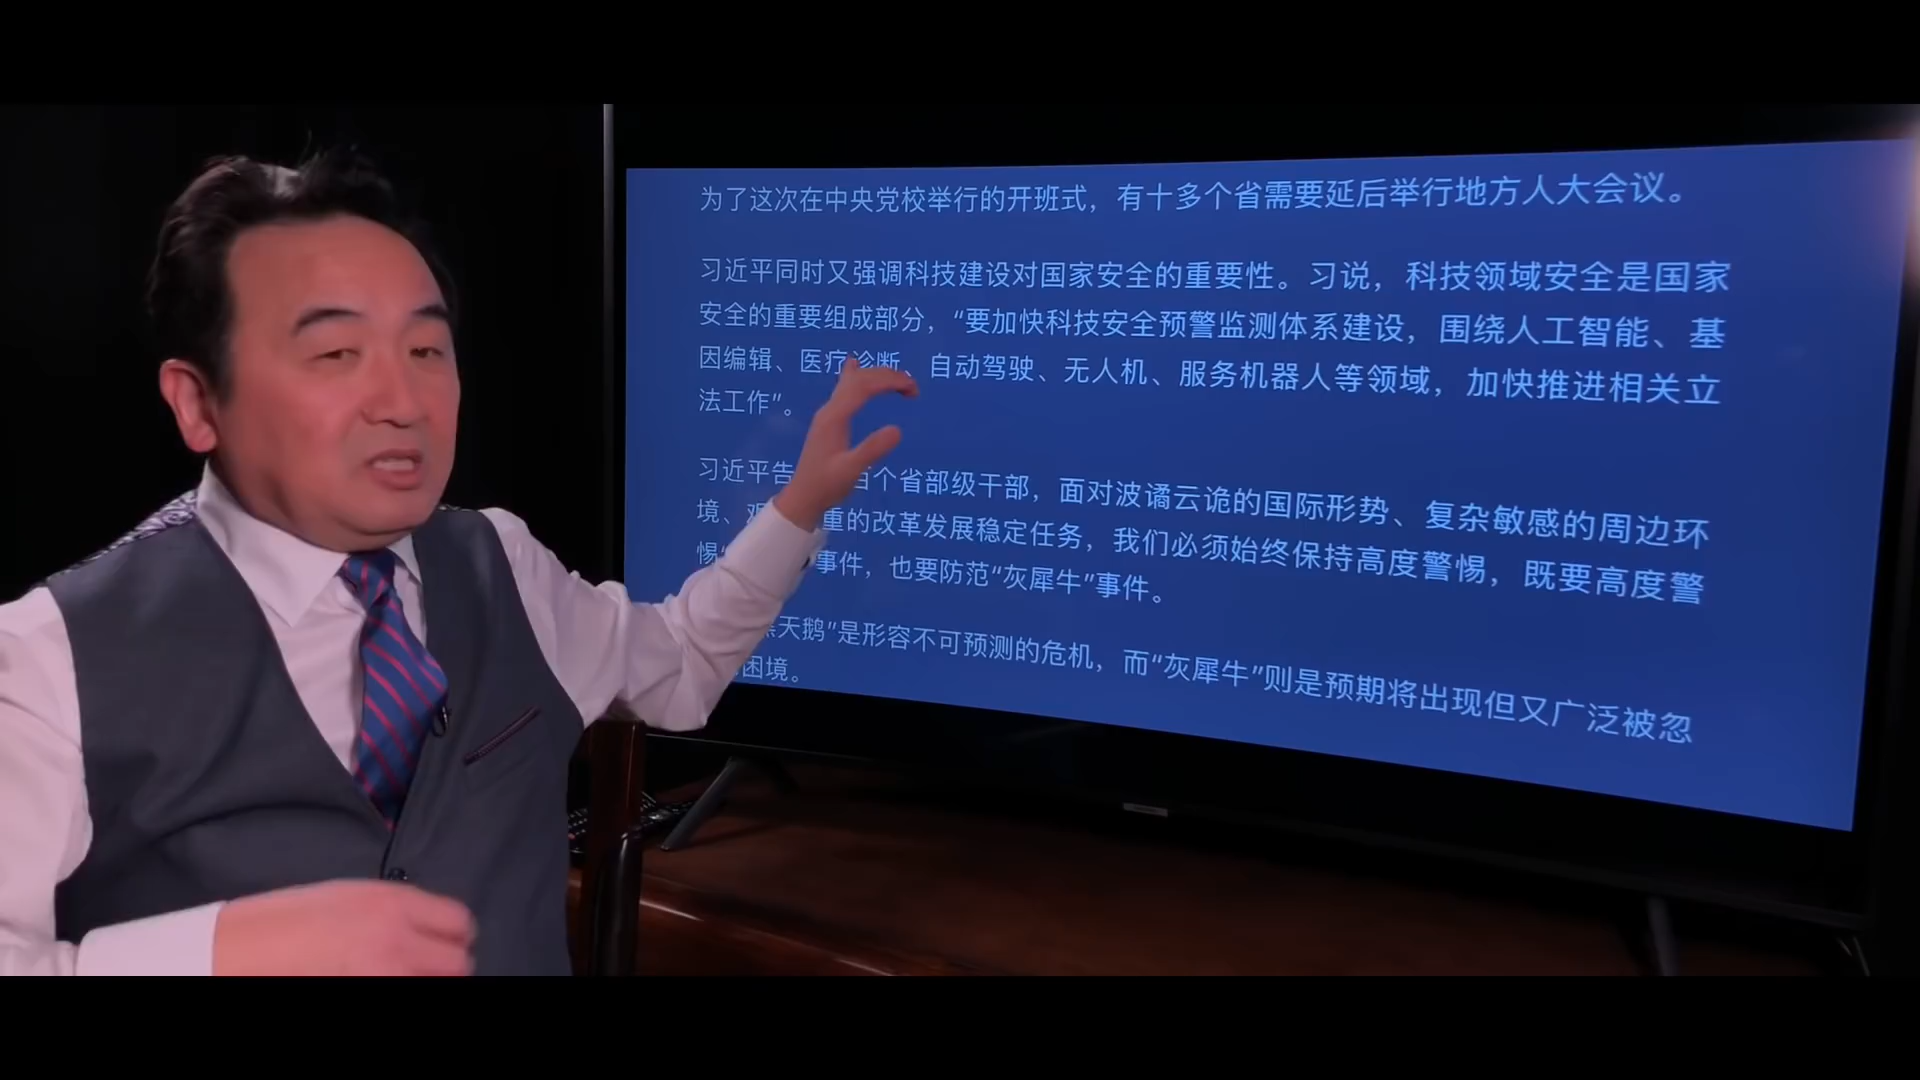 为了这次在中央党校举行的开班式，有十多个省需要延后举行地方人大会议。
习近平同时又强调科技建设对国家安全的重要性。习说，科技领域安全是国家
安全的重要组成部分，“要加快科技安全预警监测体系建设，围绕人工智能、基
因编辑、医疗诊断、自动驾驶、无人机、服务机器人等领域，加快推进相关立
法工作”。
习近平告 百个省部级干部，面对波谲云诡的国际形势、复杂敏感的周边环
境、 重的改革发展稳定任务，我们必须始终保持高度警惕，既要高度警
惕“ 事件，也要防范“灰犀牛”事件。
黑天鹅”是形容不可预测的危机，而“灰犀牛”则是预期将出现但又广泛被忽
困境。